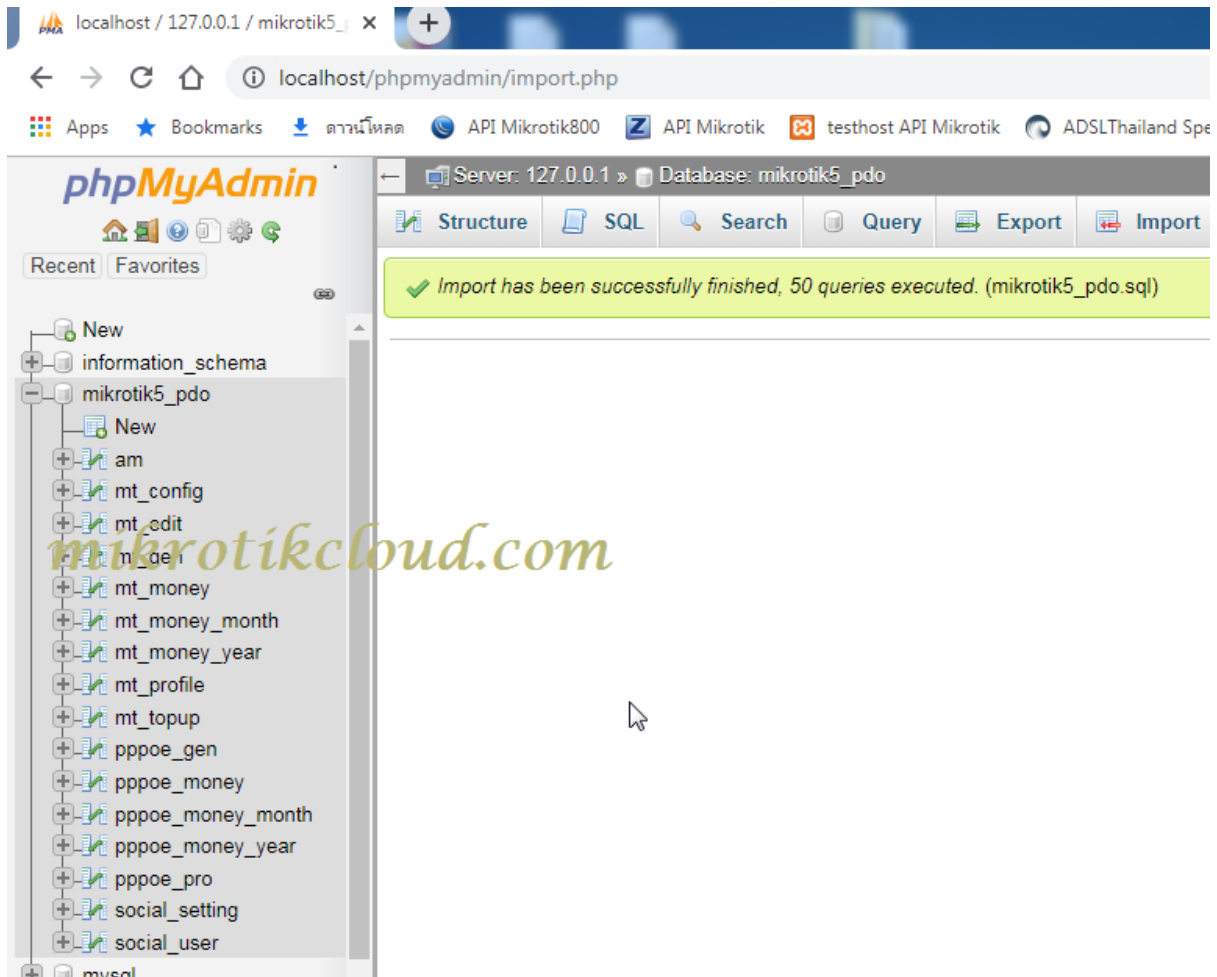 localhost / 127.0.0.1 / mikrotik5_p
localhost/phpmyadmin/import.php
Apps Bookmarks ดาวน์โหลด API Mikrotik800 API Mikrotik testhost API Mikrotik ADSLThailand Spe
phpMyAdmin
Server: 127.0.0.1 » Database: mikrotik5_pdo
Structure SQL Search Query Export Import
Recent Favorites
Import has been successfully finished, 50 queries executed. (mikrotik5_pdo.sql)
New
information_schema
mikrotik5_pdo
New
am
mt_config
mt_edit
mt_gen
mikrotikcloud.com
mt_money
mt_money_month
mt_money_year
mt_profile
mt_topup
pppoe_gen
pppoe_money
pppoe_money_month
pppoe_money_year
pppoe_pro
social_setting
social_user
mysql